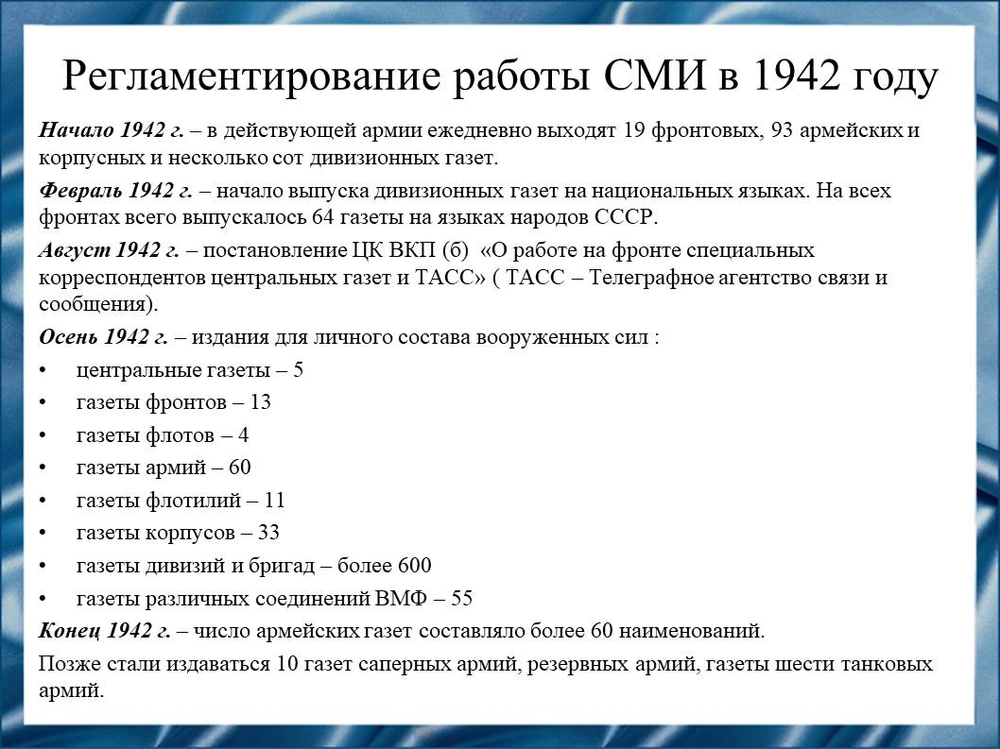 Регламентирование работы СМИ в 1942 году
Начало 1942 г. – в действующей армии ежедневно выходят 19 фронтовых, 93 армейских и
корпусных и несколько сот дивизионных газет.
Февраль 1942 г. – начало выпуска дивизионных газет на национальных языках. На всех
фронтах всего выпускалось 64 газеты на языках народов СССР.
Август 1942 г. – постановление ЦК ВКП (б) «О работе на фронте специальных
корреспондентов центральных газет и ТАСС» ( ТАСС – Телеграфное агентство связи и
сообщения).
Осень 1942 г. – издания для личного состава вооруженных сил :
• центральные газеты – 5
• газеты фронтов – 13
• газеты флотов – 4
• газеты армий – 60
• газеты флотилий – 11
• газеты корпусов – 33
• газеты дивизий и бригад – более 600
• газеты различных соединений ВМФ – 55
Конец 1942 г. – число армейских газет составляло более 60 наименований.
Позже стали издаваться 10 газет саперных армий, резервных армий, газеты шести танковых
армий.